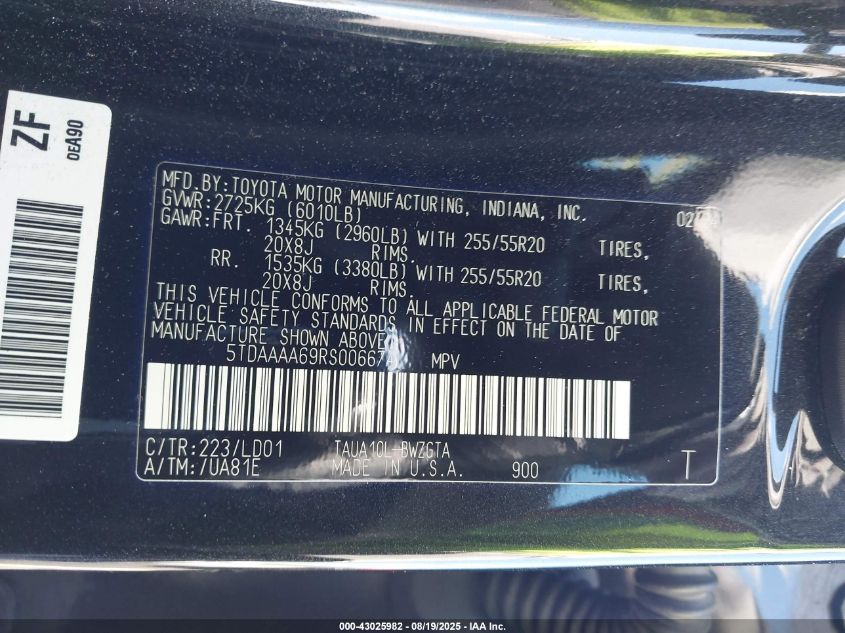 ZF
0EA90
MFD.BY:TOYOTA MOTOR MANUFACTURING, INDIANA, INC.
GVWR:2725KG (6010LB)
GAWR:FRT. 1345KG (2960LB) WITH 255/55R20 TIRES,
20X8J RIMS.
RR. 1535KG (3380LB) WITH 255/55R20 TIRES,
20X8J RIMS.
THIS VEHICLE CONFORMS TO ALL APPLICABLE FEDERAL MOTOR
VEHICLE SAFETY STANDARDS IN EFFECT ON THE DATE OF
MANUFACTURE SHOWN ABOVE.
MPV
C/TR:223/LD01 TAUA10L-BWZGTA
A/TM:/UA81E MADE IN U.S.A. 900 T
000-43025982 - 08/19/2025 - IAA Inc.